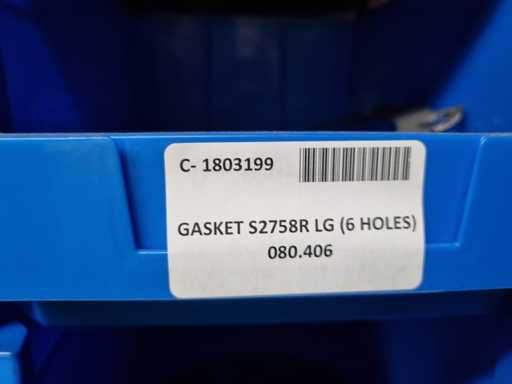 C- 1803199
GASKET S2758R LG (6 HOLES)
080.406